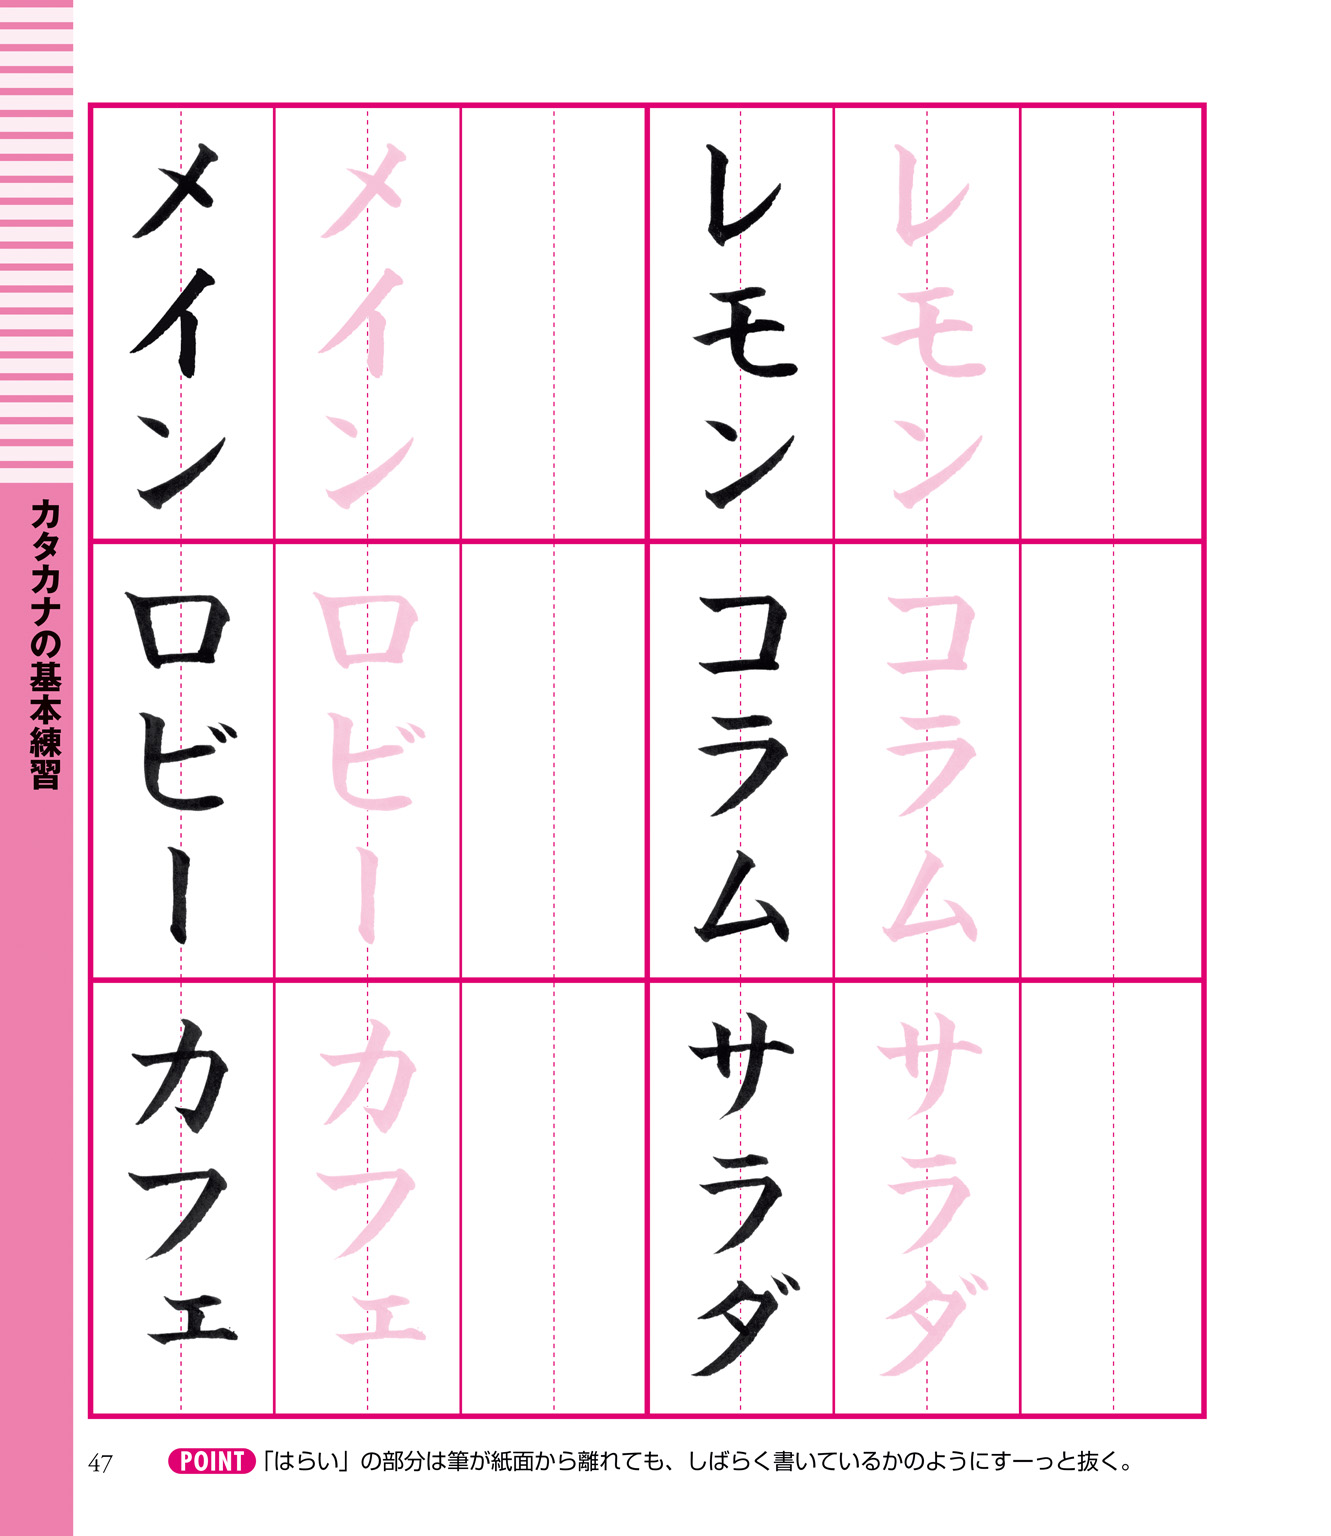 カタカナの基本練習
レモン
レモン
コラム
コラム
サラダ
サラダ
メイン
メイン
ロビー
ロビー
カフェ
カフェ
47
POINT 「はらい」の部分は筆が紙面から離れても、しばらく書いているかのようにすーっと抜く。